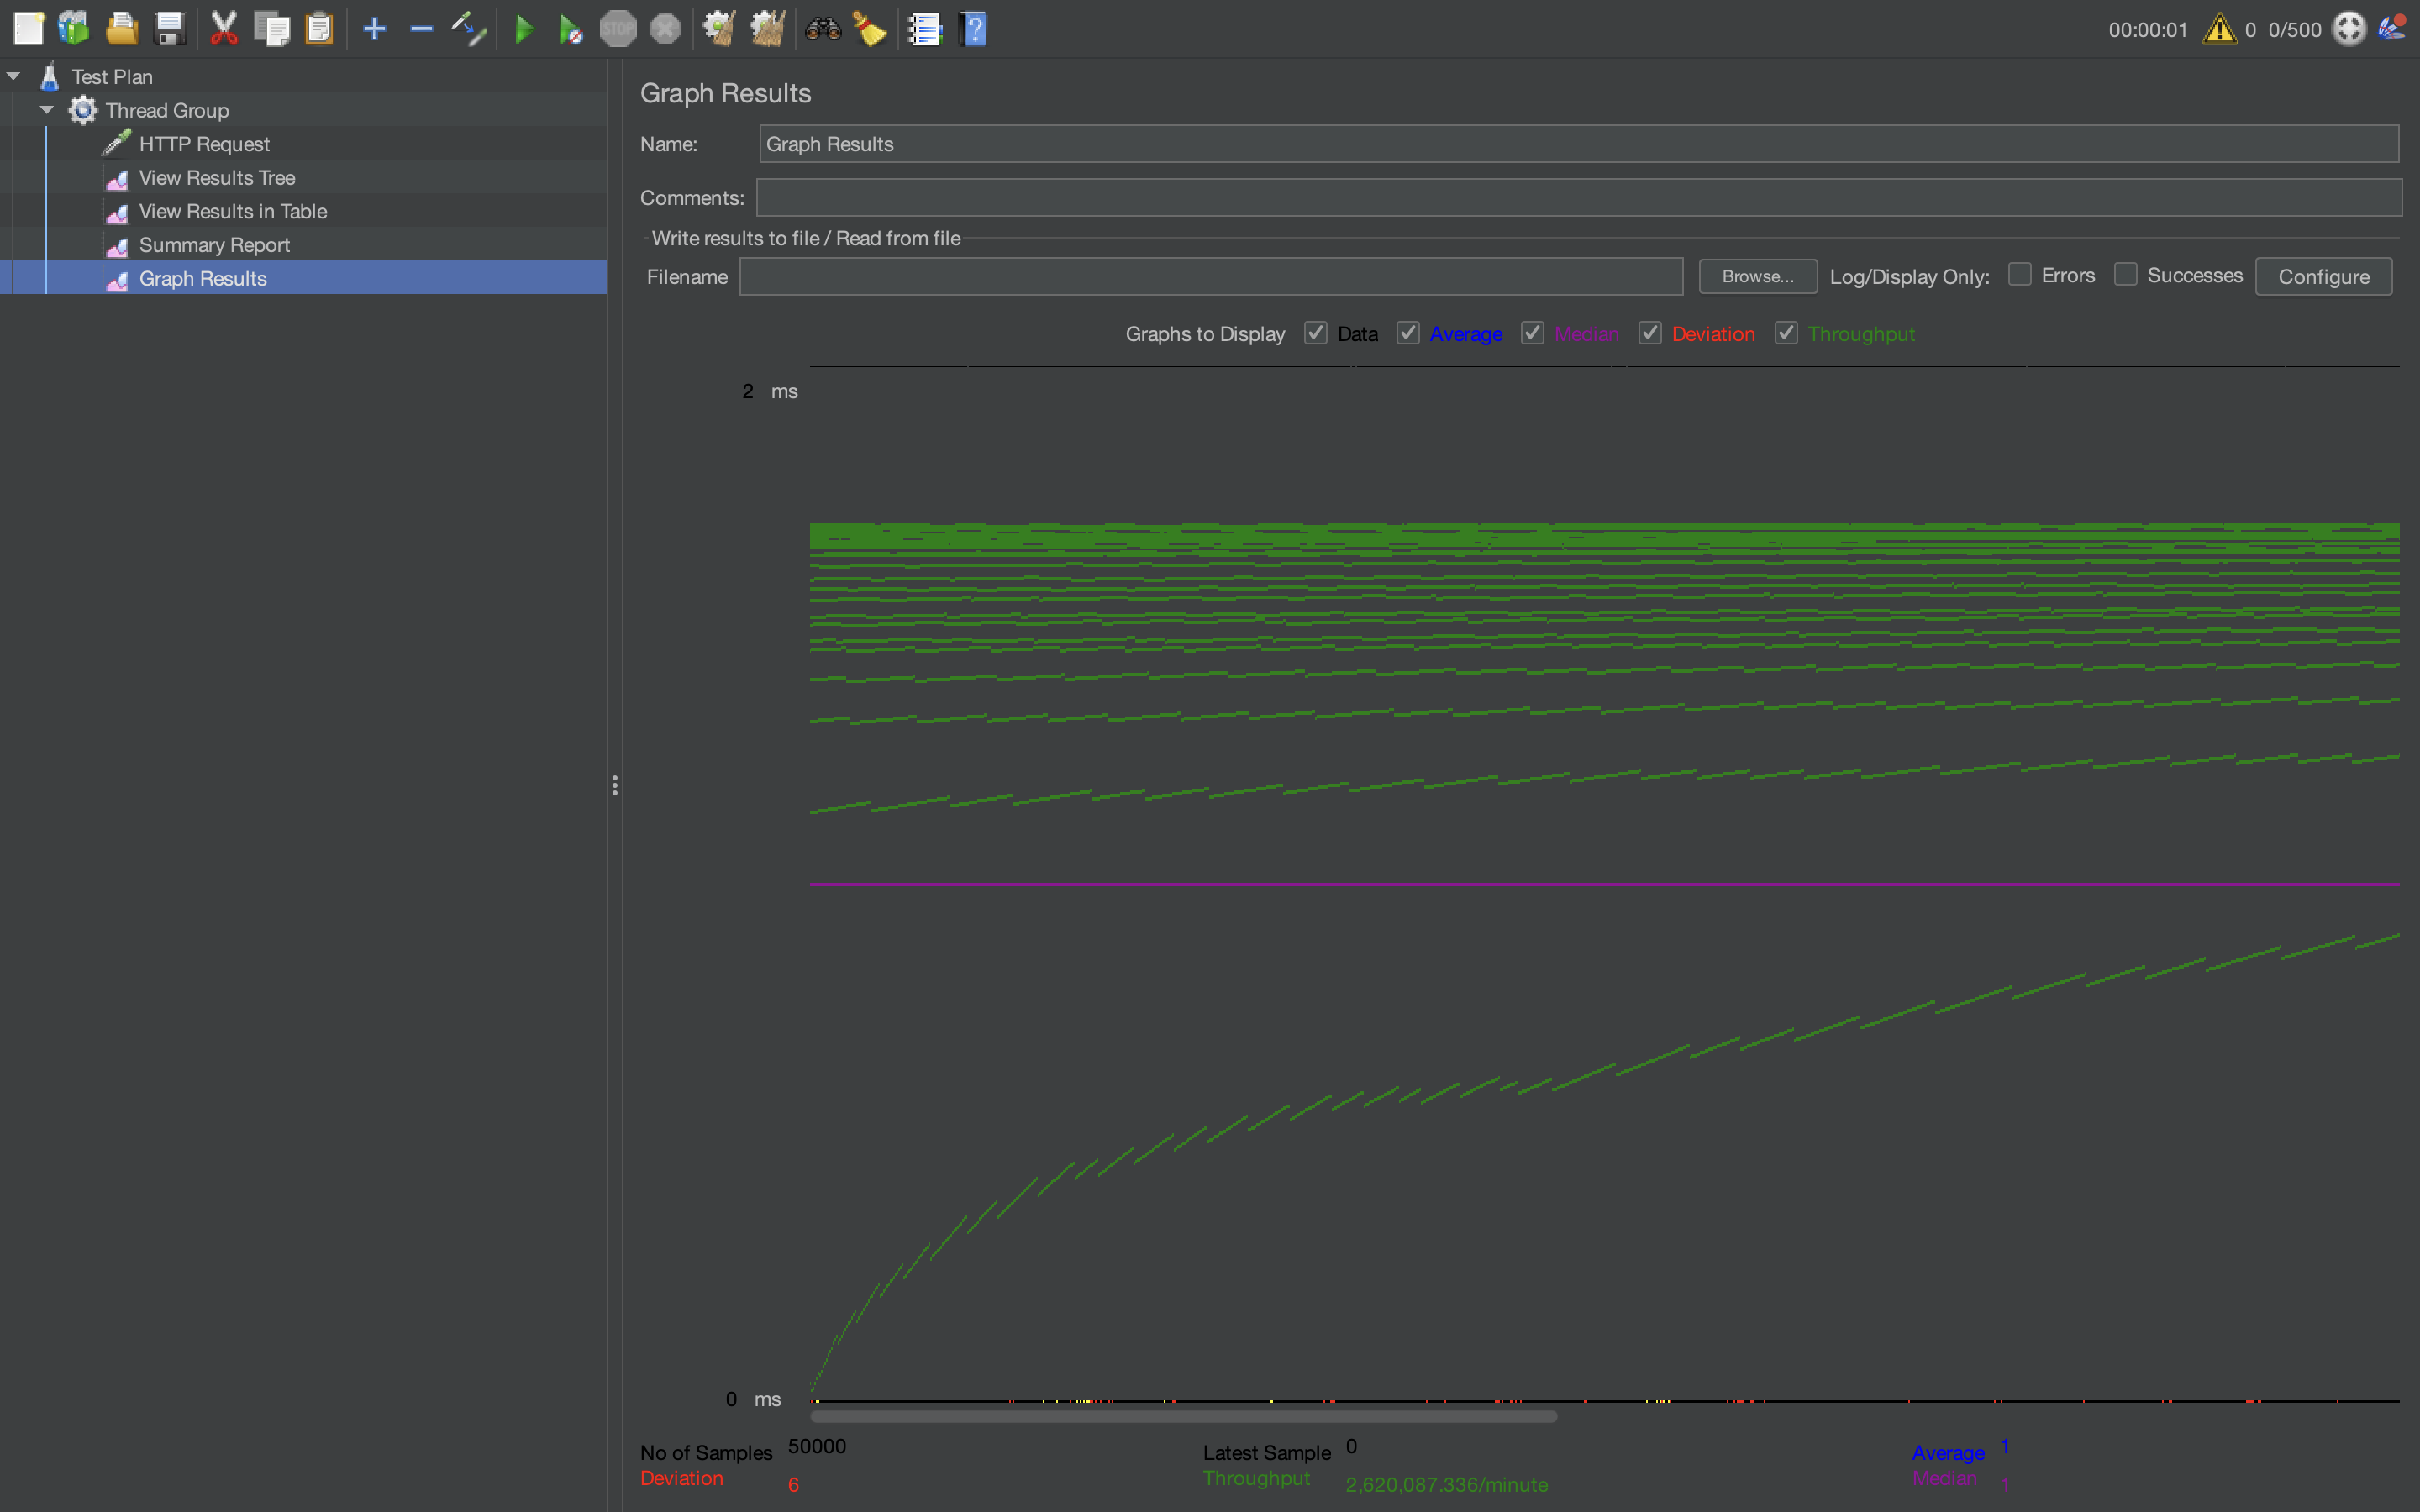 STOP
00:00:01 0 0/500
Test Plan
Thread Group
HTTP Request
View Results Tree
View Results in Table
Summary Report
Graph Results
Graph Results
Name: Graph Results
Comments:
Write results to file / Read from file
Filename Browse... Log/Display Only: Errors Successes Configure
Graphs to Display Data Average Median Deviation Throughput
2 ms
0 ms
No of Samples 50000 Latest Sample 0 Average 1
Deviation 6 Throughput 2,620,087.336/minute Median 1